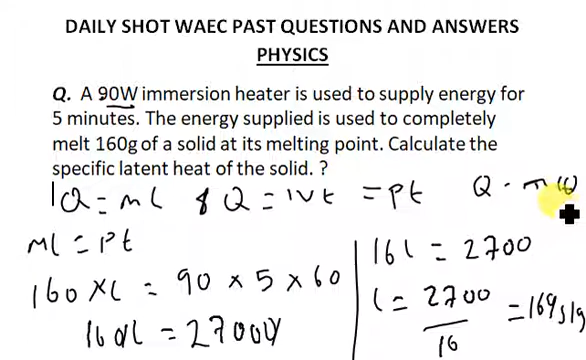 DAILY SHOT WAEC PAST QUESTIONS AND ANSWERS
PHYSICS
Q. A 90W immersion heater is used to supply energy for
5 minutes. The energy supplied is used to completely
melt 160g of a solid at its melting point. Calculate the
specific latent heat of the solid. ?
Q = mL & Q = IVt = Pt
ML = Pt
160 × L = 90 × 5 × 60
160L = 27000
16L = 2700
L = 2700 / 16 = 169J/g